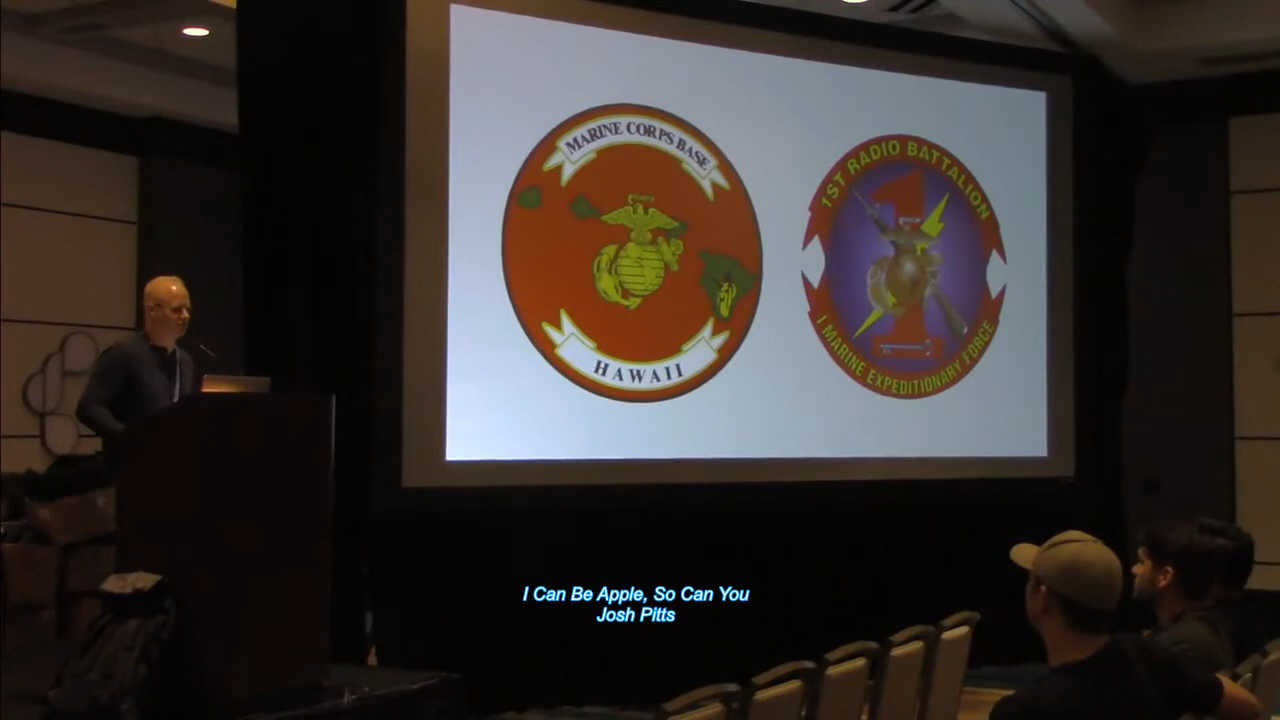 MARINE CORPS BASE
HAWAII
1ST RADIO BATTALION
I MARINE EXPEDITIONARY FORCE
I Can Be Apple, So Can You
Josh Pitts